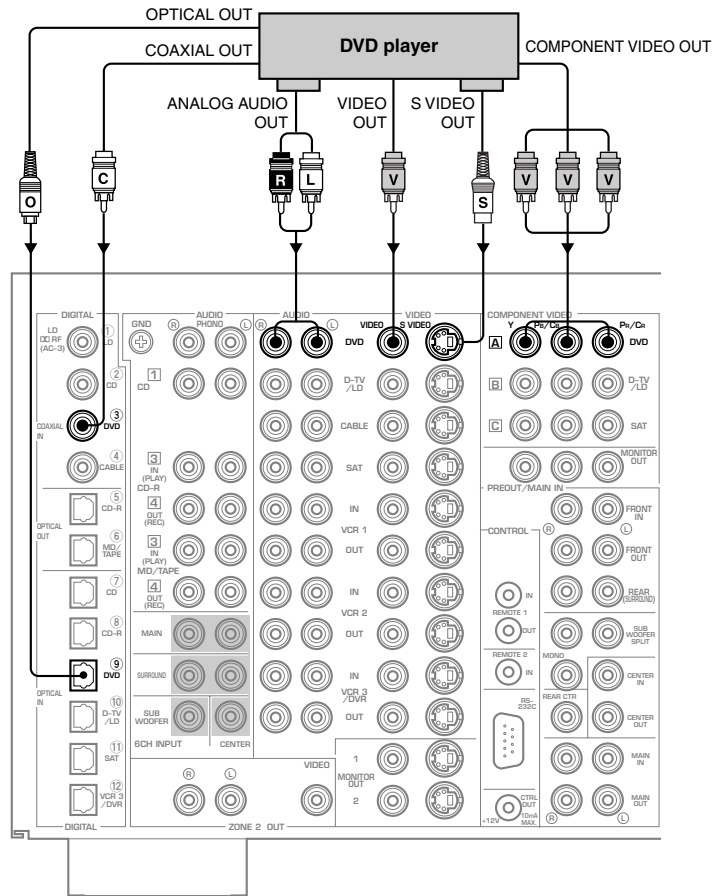 OPTICAL OUT
COAXIAL OUT
DVD player
COMPONENT VIDEO OUT
ANALOG AUDIO
OUT
VIDEO
OUT
S VIDEO
OUT
O
C
R
L
V
S
V
V
V
DIGITAL
LD
RF
(AC-3)
① LD
② CD
COAXIAL
IN
③ DVD
④ CABLE
OPTICAL
OUT
⑤ CD-R
⑥ MD/
TAPE
⑦ CD
⑧ CD-R
⑨ DVD
OPTICAL
IN
⑩ D-TV
/LD
⑪ SAT
⑫ VCR 3
/DVR
DIGITAL
AUDIO
GND
R
PHONO
L
1
CD
3
IN
(PLAY)
CD-R
4
OUT
(REC)
3
IN
(PLAY)
MD/TAPE
4
OUT
(REC)
MAIN
SURROUND
SUB
WOOFER
6CH INPUT
CENTER
R
L
VIDEO
ZONE 2 OUT
AUDIO
R
L
VIDEO
VIDEO
S VIDEO
DVD
D-TV
/LD
CABLE
SAT
IN
VCR 1
OUT
IN
VCR 2
OUT
IN
VCR 3
/DVR
OUT
1
MONITOR
OUT
2
COMPONENT VIDEO
Y
PB/CB
PR/CR
A
DVD
B
D-TV
/LD
C
SAT
MONITOR
OUT
PREOUT/MAIN IN
CONTROL
R
L
FRONT
IN
FRONT
OUT
IN
REMOTE 1
OUT
REMOTE 2
IN
RS-
232C
+12V
CTRL
OUT
10mA
MAX.
REAR
(SURROUND)
SUB
WOOFER
SPLIT
MONO
CENTER
IN
REAR CTR
CENTER
OUT
MAIN
IN
MAIN
OUT
R
L